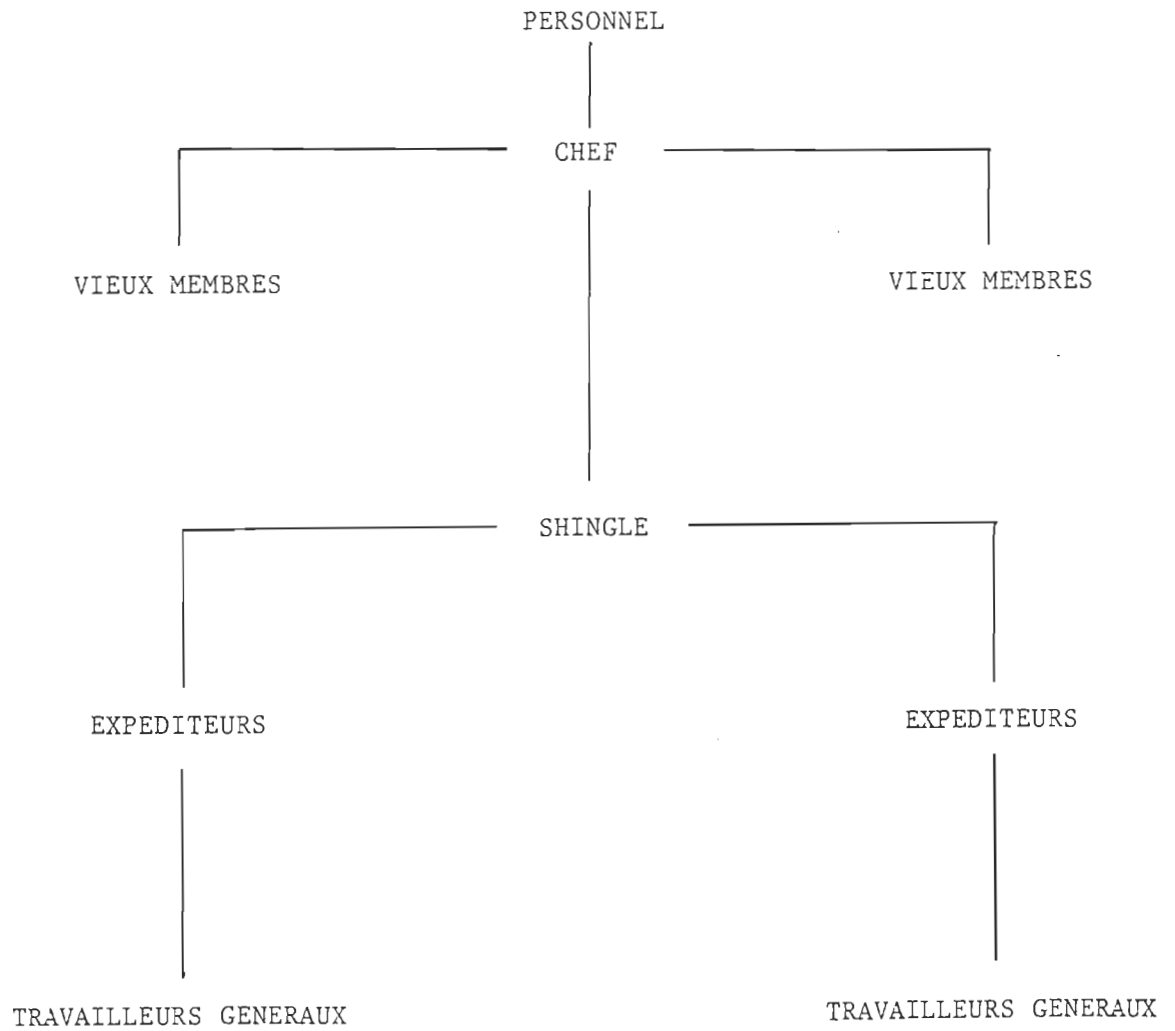 PERSONNEL
CHEF
VIEUX MEMBRES
VIEUX MEMBRES
SHINGLE
EXPEDITEURS
EXPEDITEURS
TRAVAILLEURS GENERAUX
TRAVAILLEURS GENERAUX